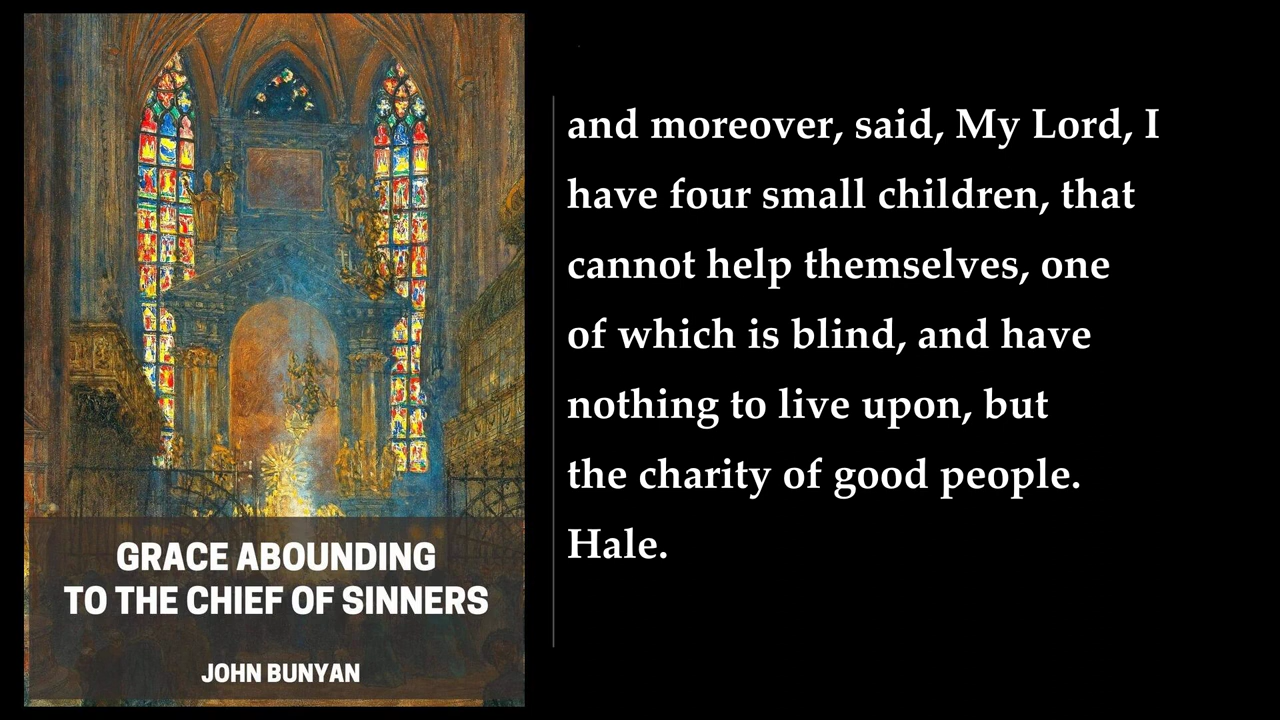 GRACE ABOUNDING
TO THE CHIEF OF SINNERS
JOHN BUNYAN
and moreover, said, My Lord, I
have four small children, that
cannot help themselves, one
of which is blind, and have
nothing to live upon, but
the charity of good people.
Hale.